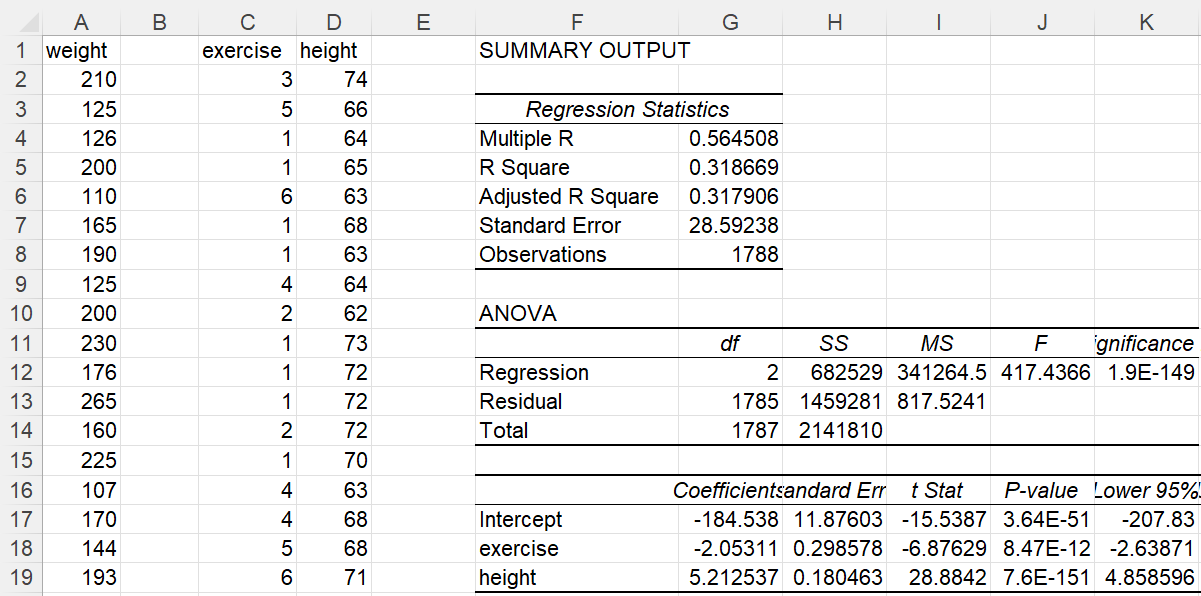 A B C D E F G H I J K
1 weight exercise height SUMMARY OUTPUT
2 210 3 74
3 125 5 66 Regression Statistics
4 126 1 64 Multiple R 0.564508
5 200 1 65 R Square 0.318669
6 110 6 63 Adjusted R Square 0.317906
7 165 1 68 Standard Error 28.59238
8 190 1 63 Observations 1788
9 125 4 64
10 200 2 62 ANOVA
11 230 1 73 df SS MS F ignificance
12 176 1 72 Regression 2 682529 341264.5 417.4366 1.9E-149
13 265 1 72 Residual 1785 1459281 817.5241
14 160 2 72 Total 1787 2141810
15 225 1 70
16 107 4 63 Coefficients andard Err t Stat P-value Lower 95%
17 170 4 68 Intercept -184.538 11.87603 -15.5387 3.64E-51 -207.83
18 144 5 68 exercise -2.05311 0.298578 -6.87629 8.47E-12 -2.63871
19 193 6 71 height 5.212537 0.180463 28.8842 7.6E-151 4.858596